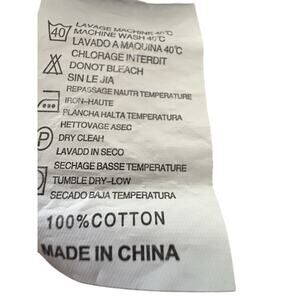 LAVAGE MACHINE 40°C
40 MACHINE WASH 40°C
LAVADO A MAQUINA 40°C
CHLORAGE INTERDIT
DONOT BLEACH
SIN LE JIA
REPASSAGE NAUTR TEMPERATURE
IRON-HAUTE
PLANCHA HALTA TEMPERATURA
HETTOVAGE ASEC
P DRY CLEAH
LAVADD IN SECO
SECHAGE BASSE TEMPERATURE
TUMBLE DRY-LOW
SECADO BAJA TEMPERATURA
100%COTTON
MADE IN CHINA